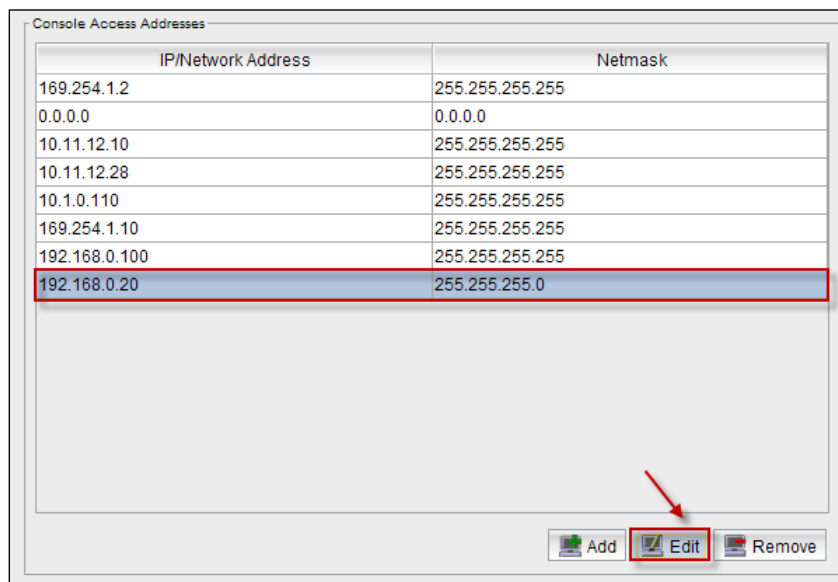 Console Access Addresses
IP/Network Address Netmask
169.254.1.2 255.255.255.255
0.0.0.0 0.0.0.0
10.11.12.10 255.255.255.255
10.11.12.28 255.255.255.255
10.1.0.110 255.255.255.255
169.254.1.10 255.255.255.255
192.168.0.100 255.255.255.255
192.168.0.20 255.255.255.0
Add Edit Remove